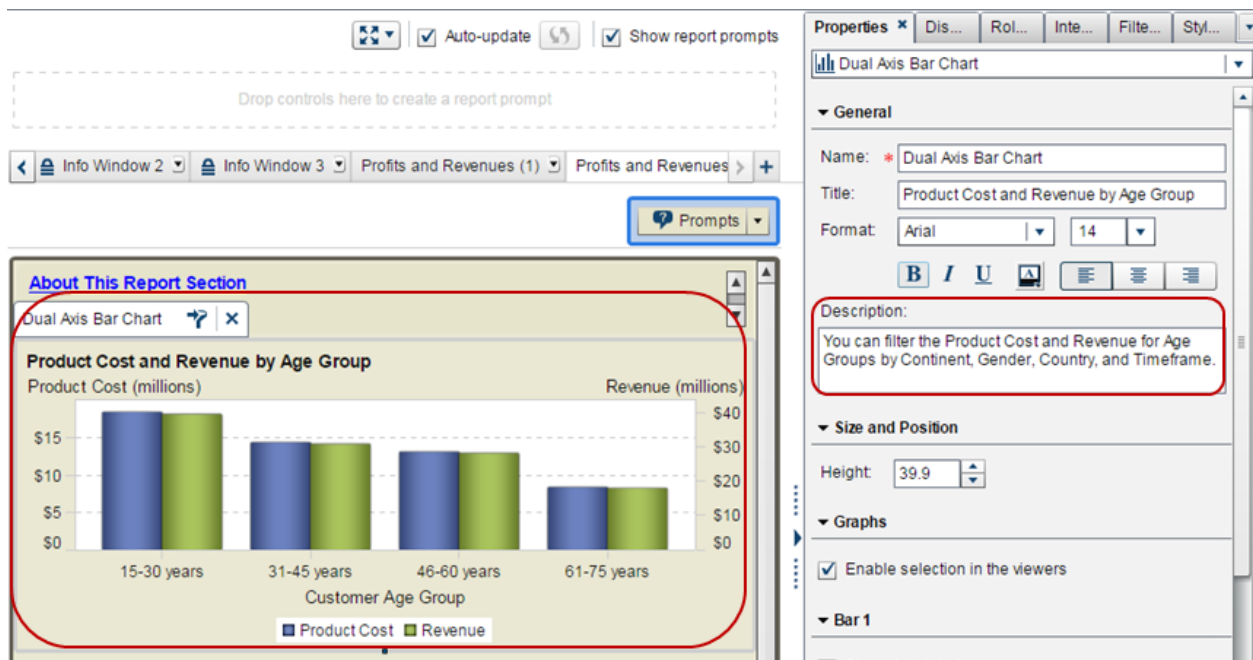 Auto-update
Show report prompts
Drop controls here to create a report prompt
Info Window 2
Info Window 3
Profits and Revenues (1)
Profits and Revenues
Prompts
About This Report Section
Dual Axis Bar Chart
Product Cost and Revenue by Age Group
Product Cost (millions)
Revenue (millions)
$15
$10
$5
$0
$40
$30
$20
$10
$0
15-30 years
31-45 years
46-60 years
61-75 years
Customer Age Group
Product Cost
Revenue
Properties
Dis...
Rol...
Inte...
Filte...
Styl...
Dual Axis Bar Chart
General
Name: * Dual Axis Bar Chart
Title: Product Cost and Revenue by Age Group
Format: Arial 14
B I U A
Description:
You can filter the Product Cost and Revenue for Age
Groups by Continent, Gender, Country, and Timeframe.
Size and Position
Height: 39.9
Graphs
Enable selection in the viewers
Bar 1